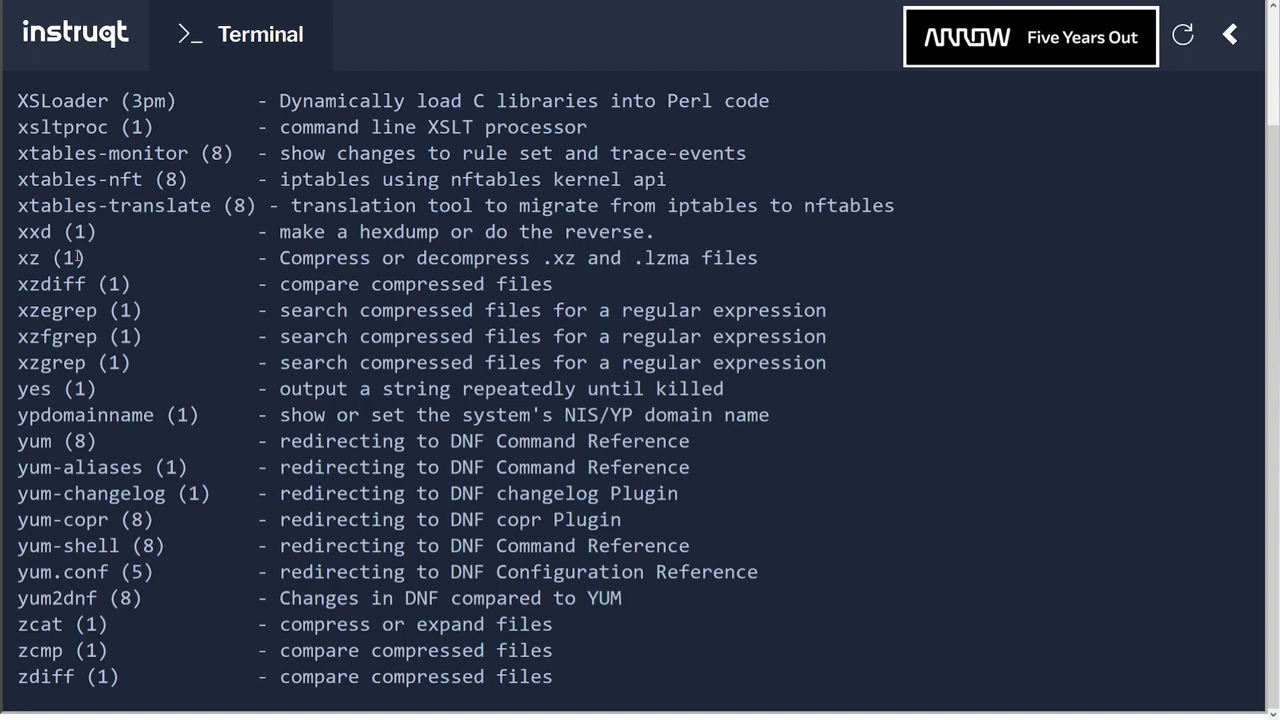 instruqt
>_ Terminal
ARROW Five Years Out
XSLoader (3pm) - Dynamically load C libraries into Perl code
xsltproc (1) - command line XSLT processor
xtables-monitor (8) - show changes to rule set and trace-events
xtables-nft (8) - iptables using nftables kernel api
xtables-translate (8) - translation tool to migrate from iptables to nftables
xxd (1) - make a hexdump or do the reverse.
xz (1) - Compress or decompress .xz and .lzma files
xzdiff (1) - compare compressed files
xzegrep (1) - search compressed files for a regular expression
xzfgrep (1) - search compressed files for a regular expression
xzgrep (1) - search compressed files for a regular expression
yes (1) - output a string repeatedly until killed
ypdomainname (1) - show or set the system's NIS/YP domain name
yum (8) - redirecting to DNF Command Reference
yum-aliases (1) - redirecting to DNF Command Reference
yum-changelog (1) - redirecting to DNF changelog Plugin
yum-copr (8) - redirecting to DNF copr Plugin
yum-shell (8) - redirecting to DNF Command Reference
yum.conf (5) - redirecting to DNF Configuration Reference
yum2dnf (8) - Changes in DNF compared to YUM
zcat (1) - compress or expand files
zcmp (1) - compare compressed files
zdiff (1) - compare compressed files